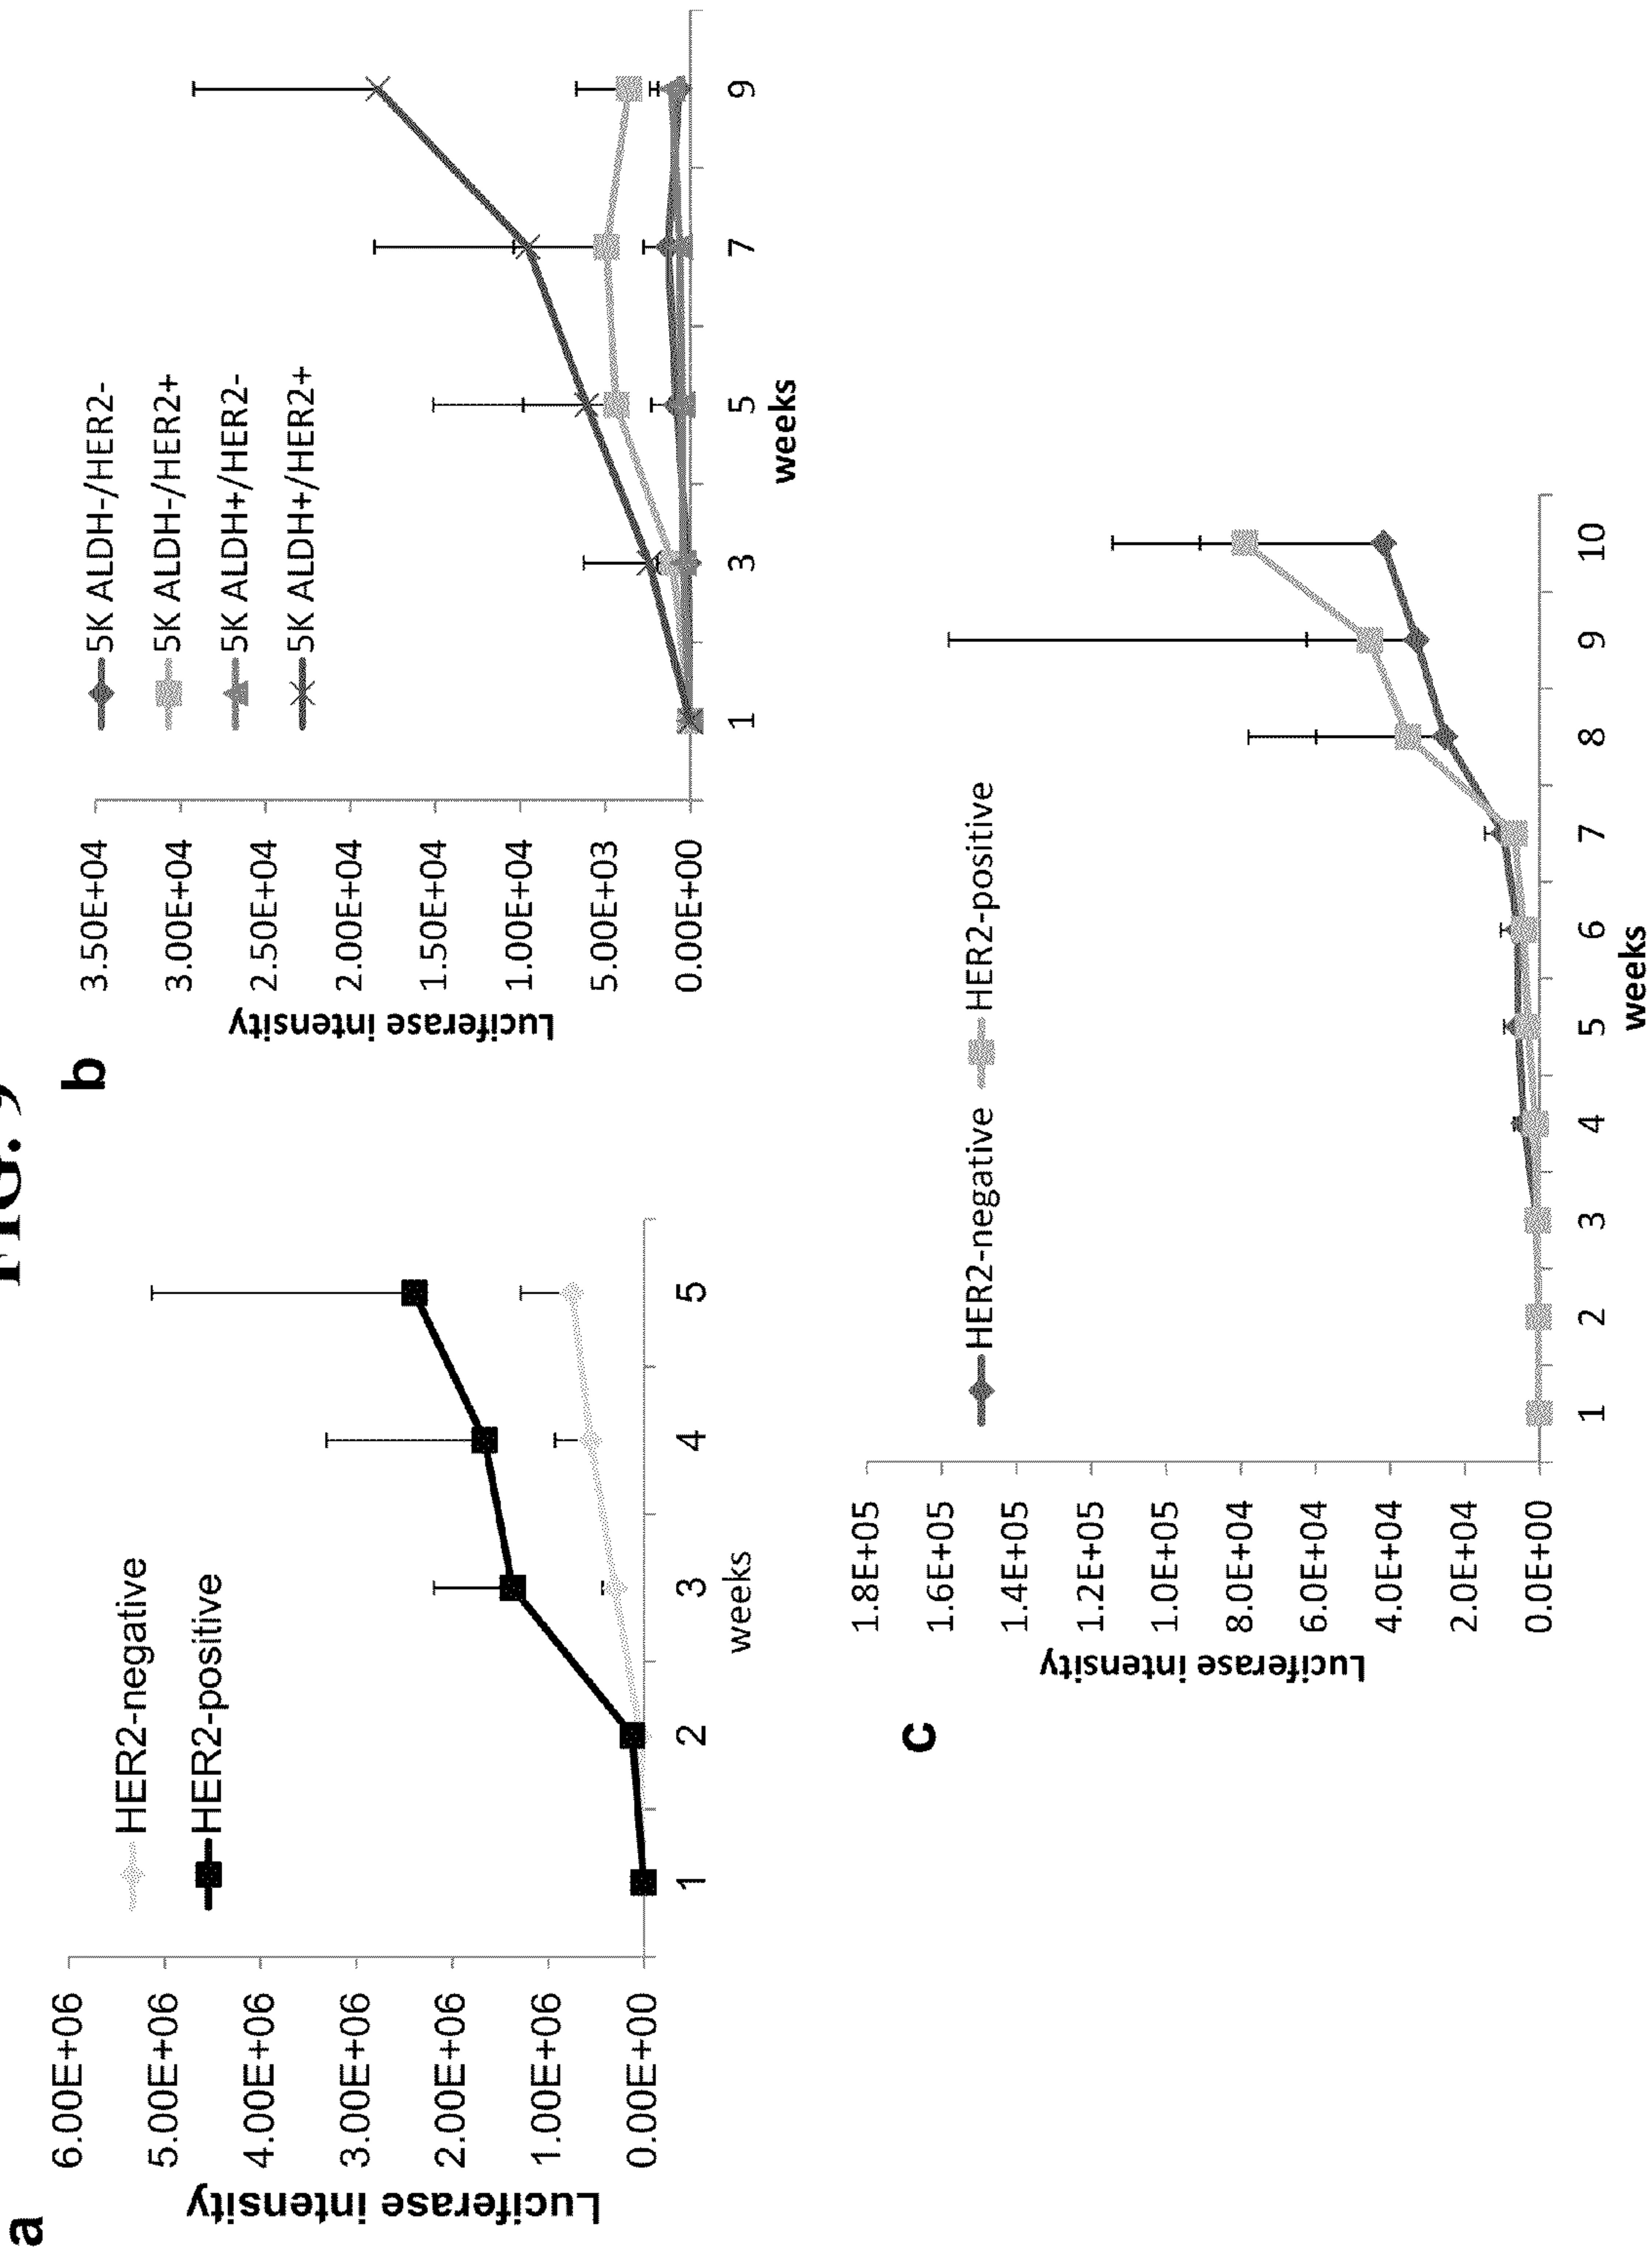 FIG. 9
a
Luciferase intensity
6.00E+06
5.00E+06
4.00E+06
3.00E+06
2.00E+06
1.00E+06
0.00E+00
HER2-negative
HER2-positive
1 2 3 4 5
weeks
b
Luciferase intensity
3.50E+04
3.00E+04
2.50E+04
2.00E+04
1.50E+04
1.00E+04
5.00E+03
0.00E+00
5K ALDH-/HER2-
5K ALDH-/HER2+
5K ALDH+/HER2-
5K ALDH+/HER2+
1 3 5 7 9
weeks
c
Luciferase intensity
1.8E+05
1.6E+05
1.4E+05
1.2E+05
1.0E+05
8.0E+04
6.0E+04
4.0E+04
2.0E+04
0.0E+00
HER2-negative HER2-positive
1 2 3 4 5 6 7 8 9 10
weeks